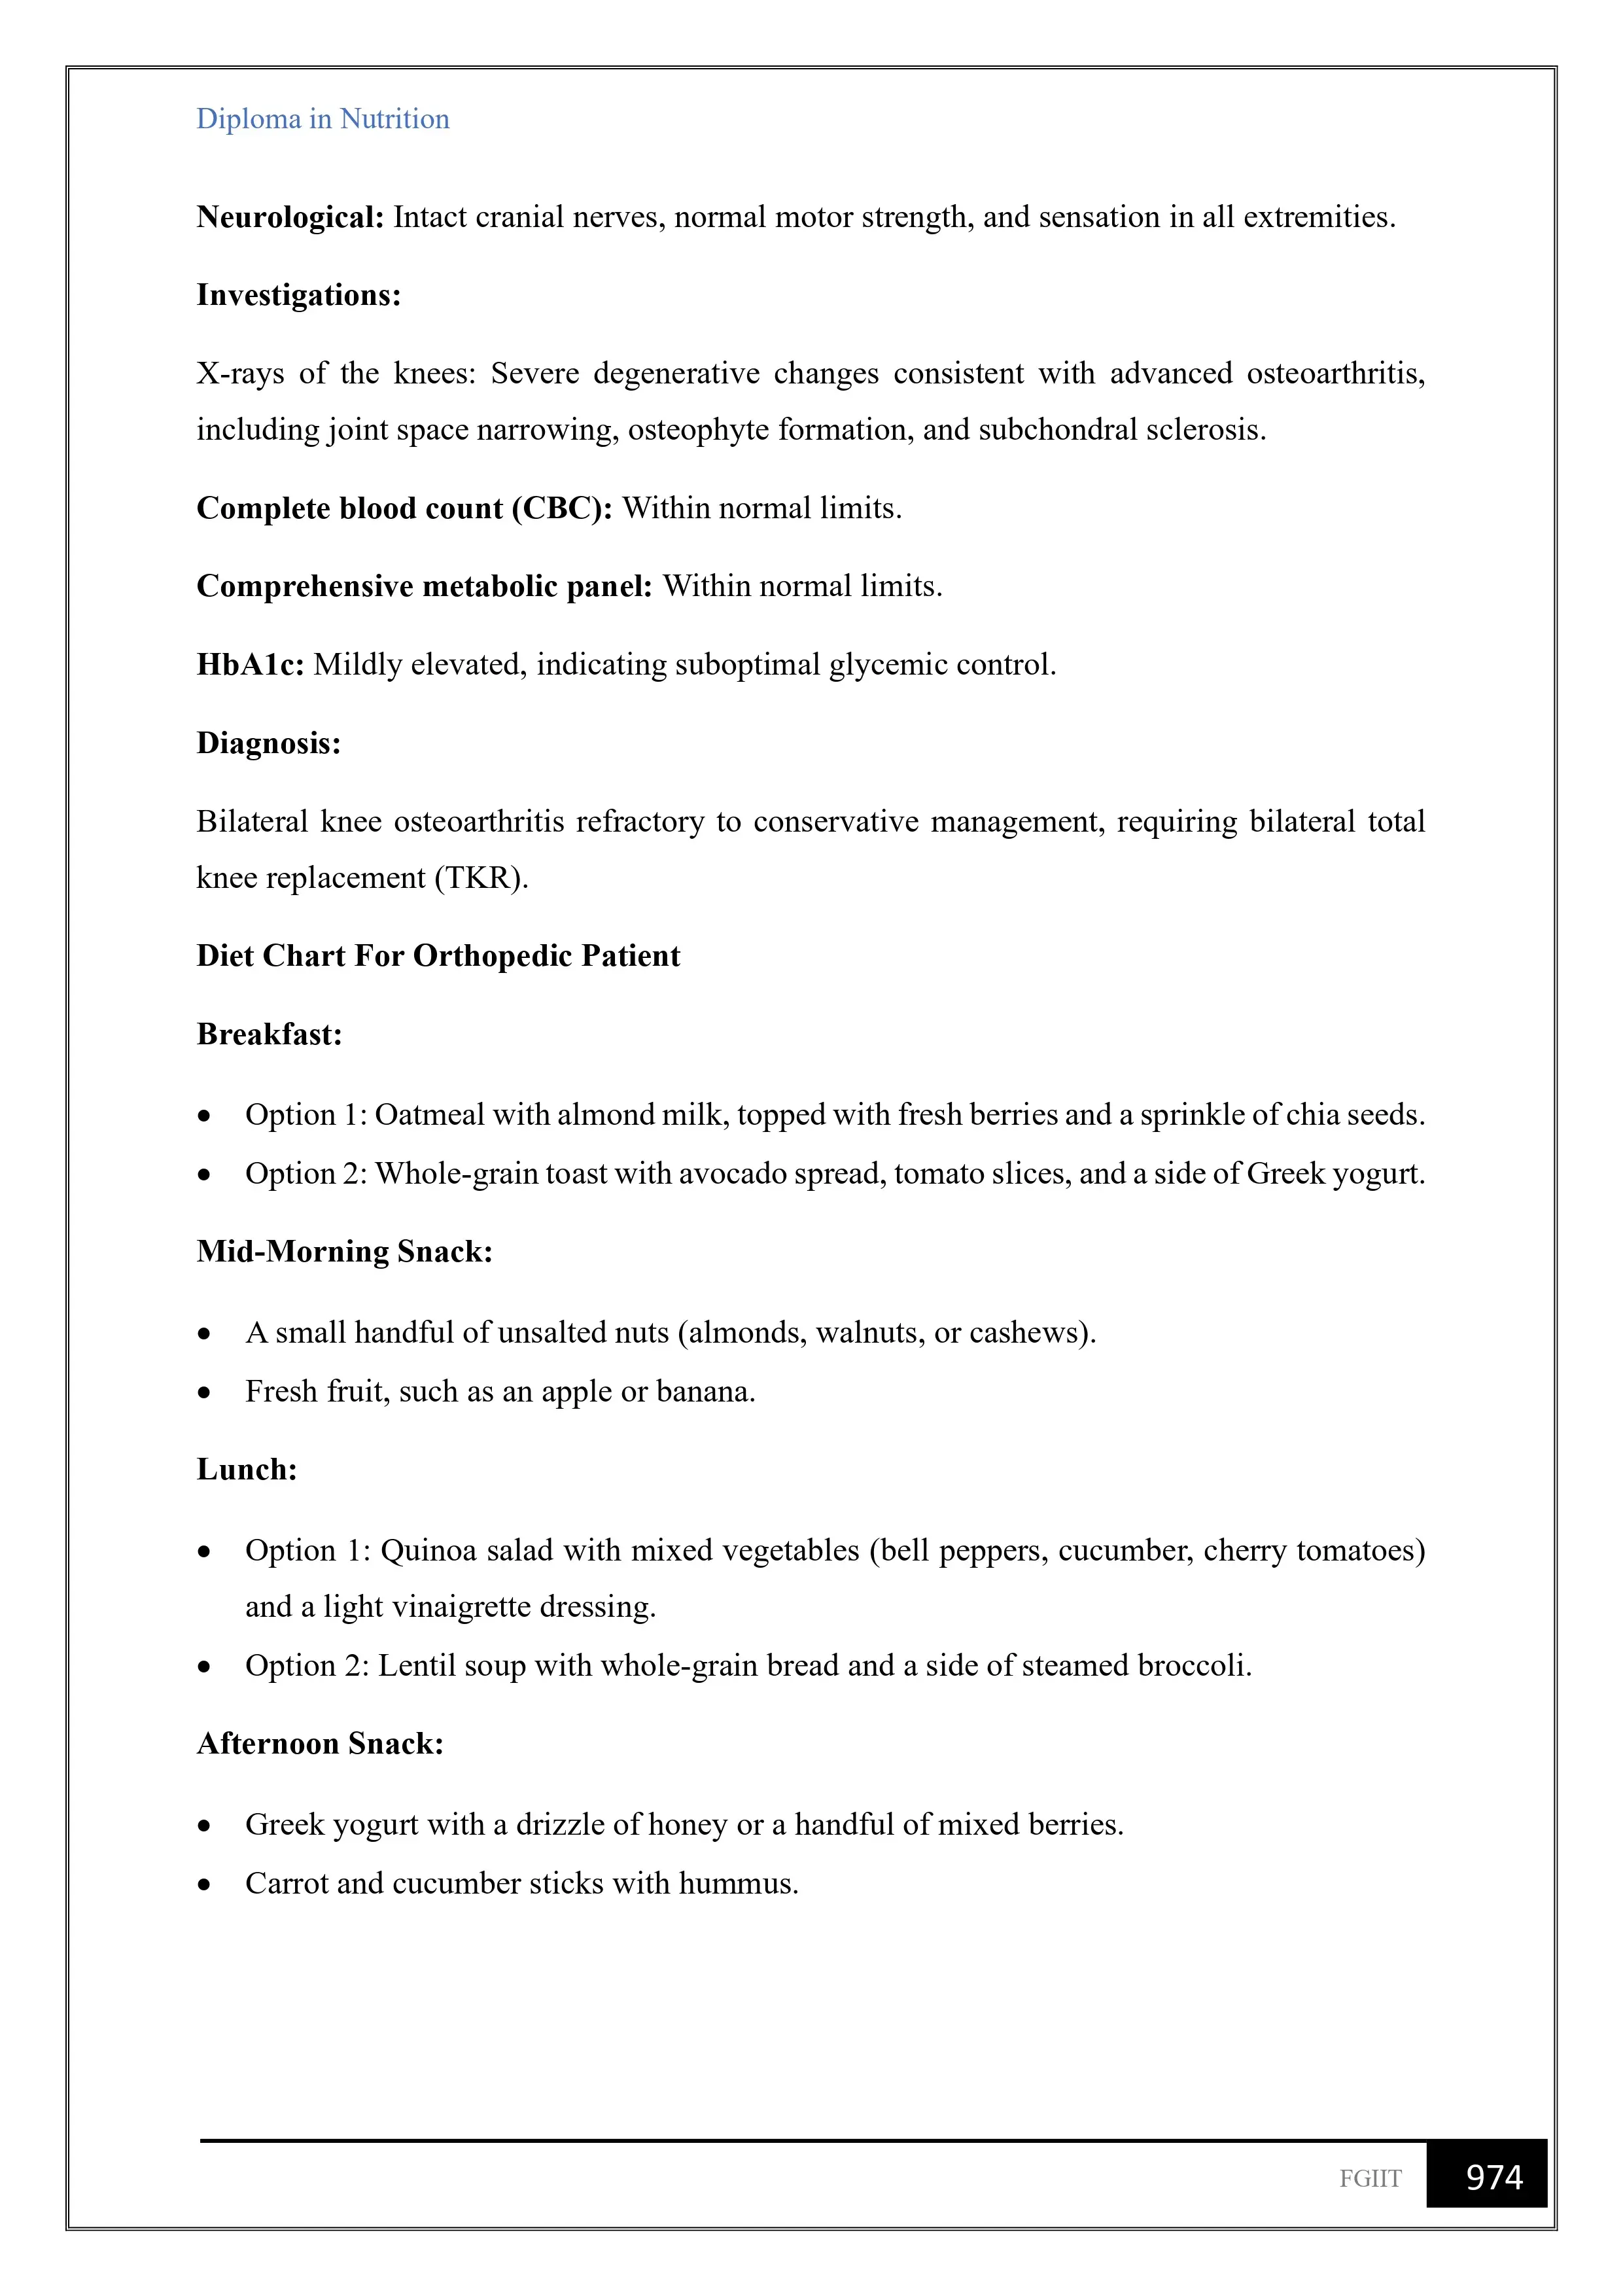 Diploma in Nutrition
Neurological: Intact cranial nerves, normal motor strength, and sensation in all extremities.
Investigations:
X-rays of the knees: Severe degenerative changes consistent with advanced osteoarthritis,
including joint space narrowing, osteophyte formation, and subchondral sclerosis.
Complete blood count (CBC): Within normal limits.
Comprehensive metabolic panel: Within normal limits.
HbA1c: Mildly elevated, indicating suboptimal glycemic control.
Diagnosis:
Bilateral knee osteoarthritis refractory to conservative management, requiring bilateral total
knee replacement (TKR).
Diet Chart For Orthopedic Patient
Breakfast:
• Option 1: Oatmeal with almond milk, topped with fresh berries and a sprinkle of chia seeds.
• Option 2: Whole-grain toast with avocado spread, tomato slices, and a side of Greek yogurt.
Mid-Morning Snack:
• A small handful of unsalted nuts (almonds, walnuts, or cashews).
• Fresh fruit, such as an apple or banana.
Lunch:
• Option 1: Quinoa salad with mixed vegetables (bell peppers, cucumber, cherry tomatoes)
and a light vinaigrette dressing.
• Option 2: Lentil soup with whole-grain bread and a side of steamed broccoli.
Afternoon Snack:
• Greek yogurt with a drizzle of honey or a handful of mixed berries.
• Carrot and cucumber sticks with hummus.
FGIIT 974